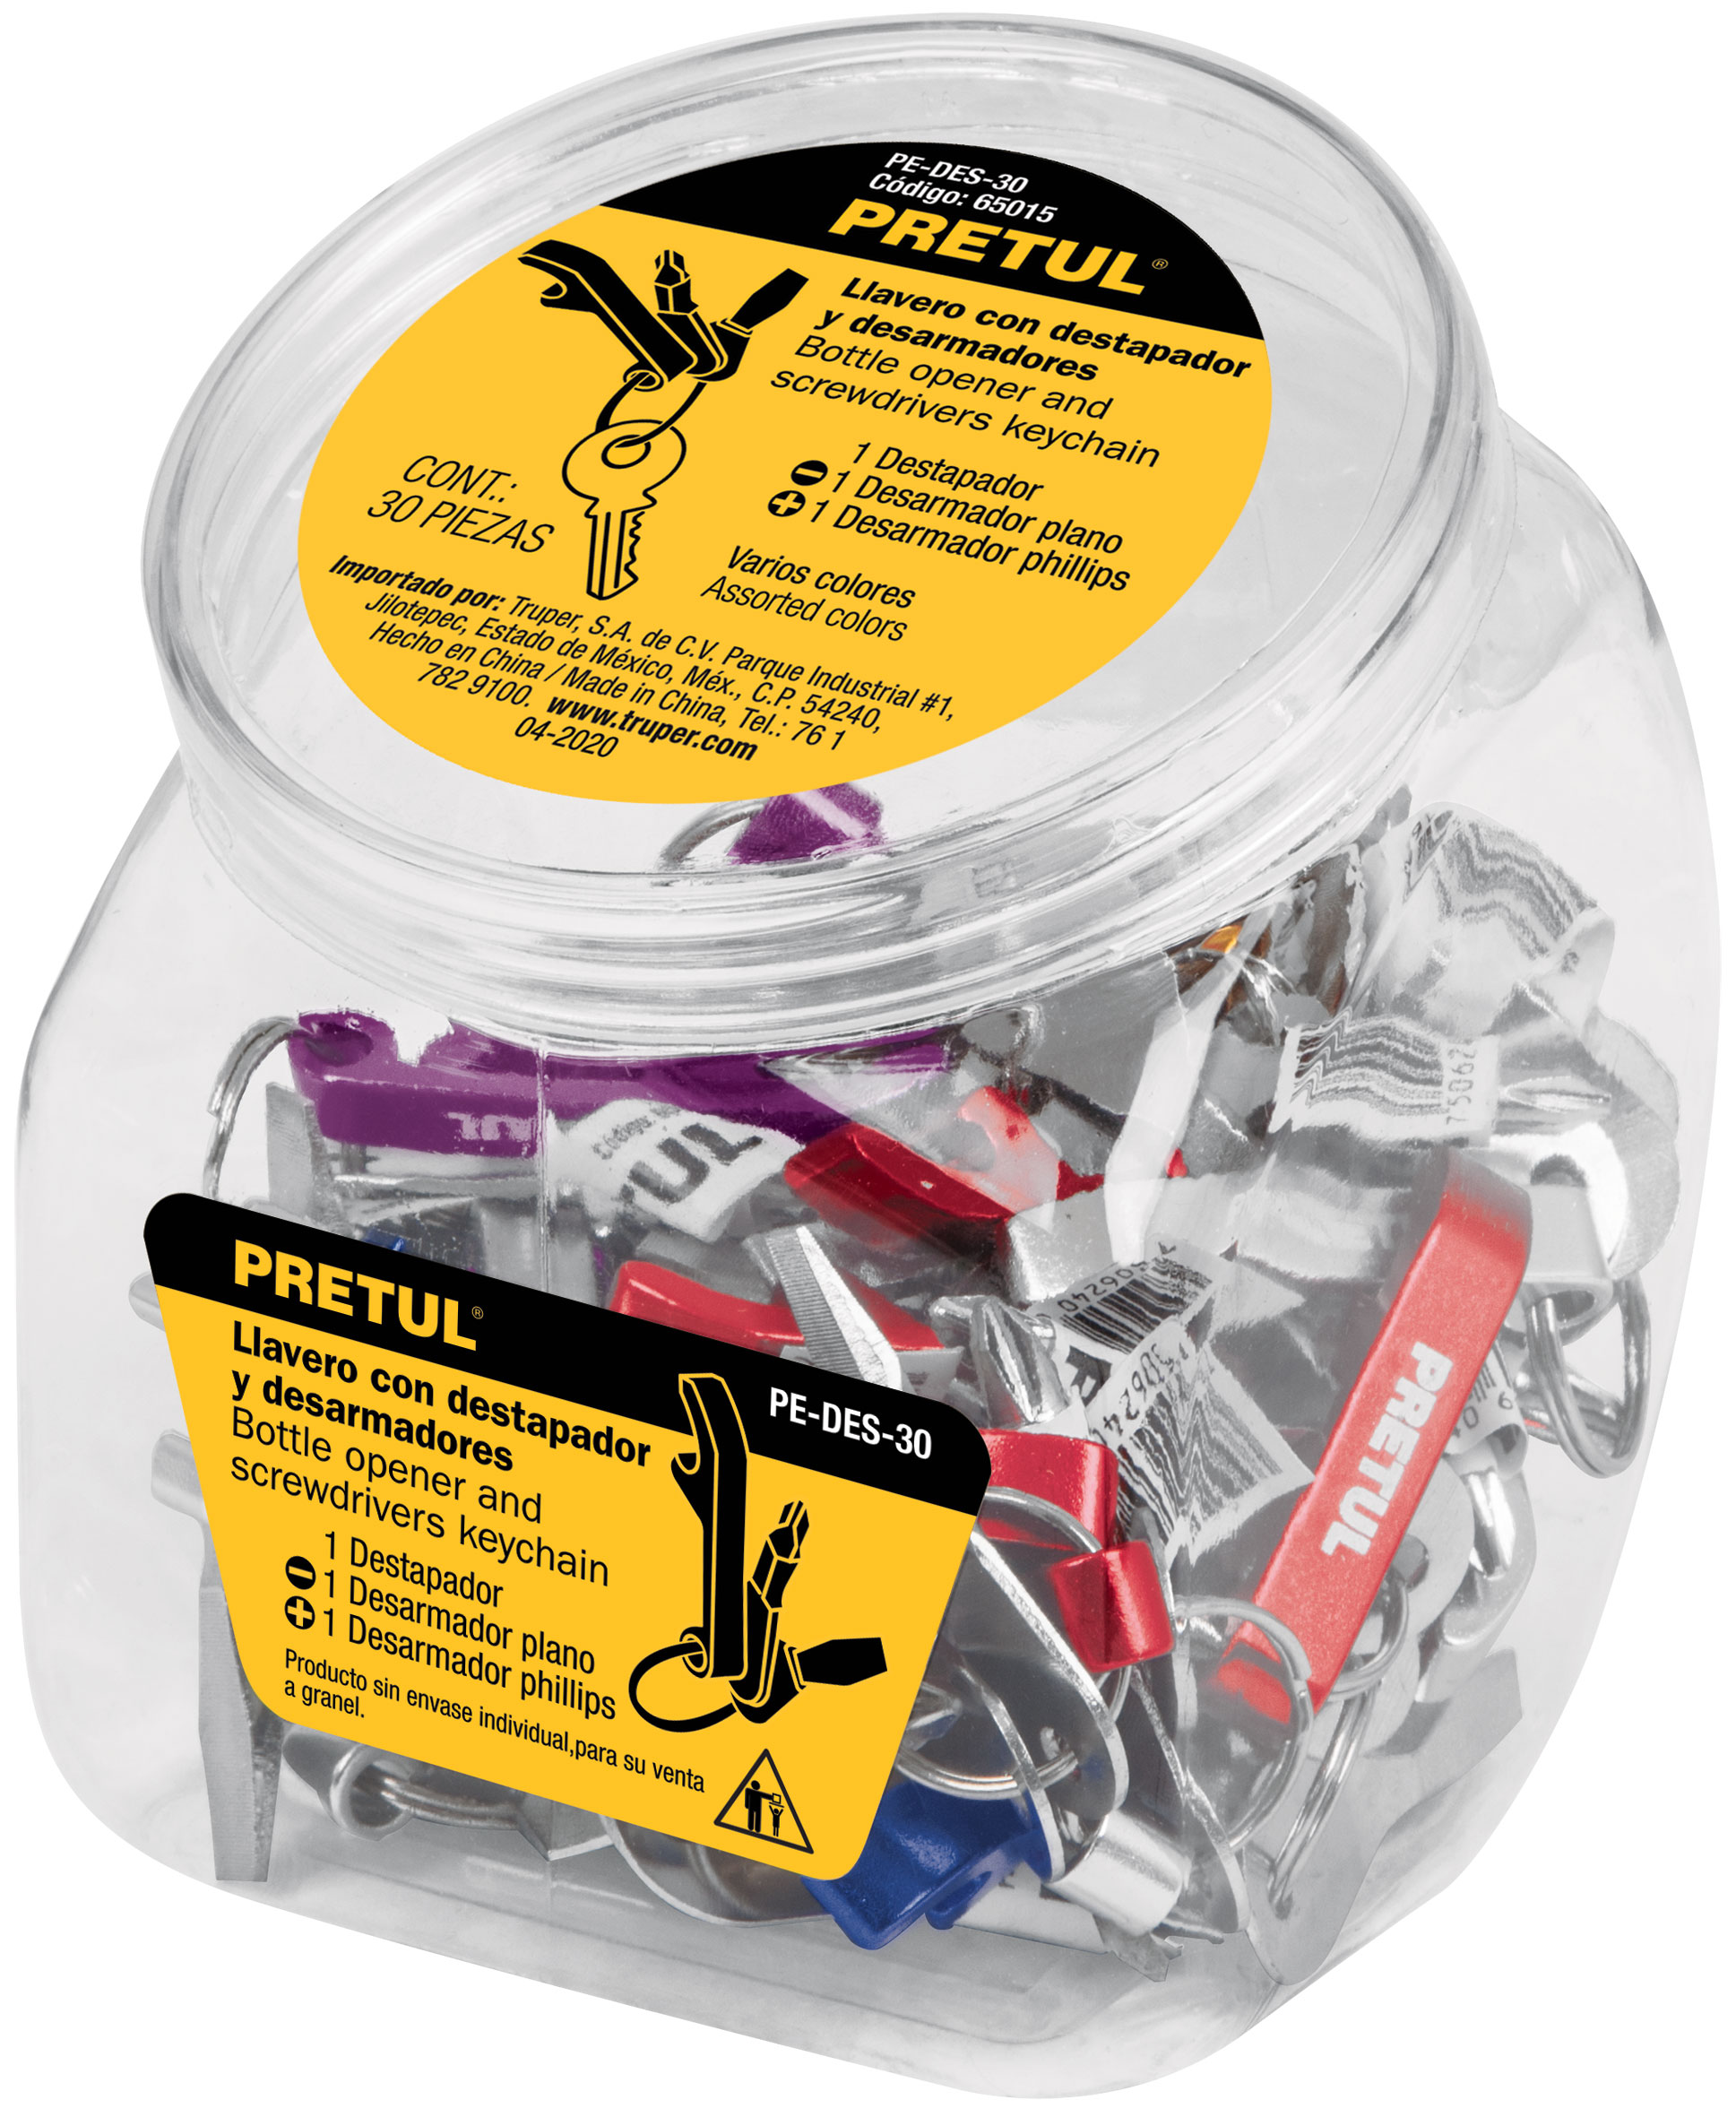 PE-DES-30
Código: 65015
PRETUL®
Llavero con destapador
y desarmadores
Bottle opener and
screwdrivers keychain
1 Destapador
1 Desarmador plano
1 Desarmador phillips
CONT.:
30 PIEZAS
Varios colores
Assorted colors
Importado por: Truper, S.A. de C.V. Parque Industrial #1,
Jilotepec, Estado de México, Méx., C.P. 54240,
Hecho en China / Made in China, Tel.: 76 1
782 9100. www.truper.com
04-2020
TUL
775062
PRETUL
PRETUL®
PE-DES-30
Llavero con destapador
y desarmadores
Bottle opener and
screwdrivers keychain
1 Destapador
1 Desarmador plano
1 Desarmador phillips
Producto sin envase individual,para su venta
a granel.